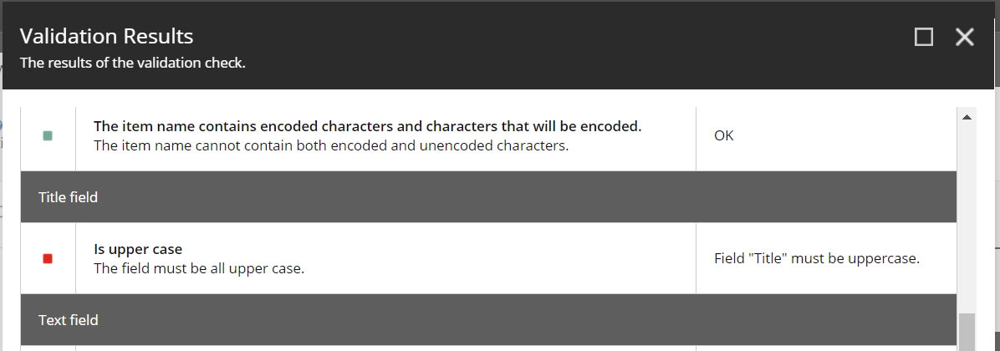 Validation Results
The results of the validation check.
The item name contains encoded characters and characters that will be encoded.
The item name cannot contain both encoded and unencoded characters.
OK
Title field
Is upper case
The field must be all upper case.
Field "Title" must be uppercase.
Text field